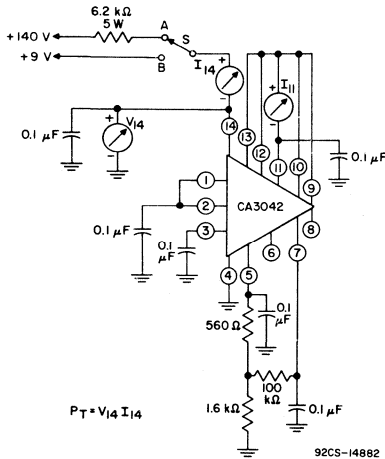 6.2 kΩ
5 W
A
S
+140 V
+9 V
B
I14
+
-
I11
+
-
+
V14
-
0.1 μF
14
13
12
11
10
9
0.1 μF
1
2
3
CA3042
8
0.1 μF
0.1 μF
4
5
6
7
560 Ω
0.1 μF
100 kΩ
1.6 kΩ
0.1 μF
PT = V14 I14
92CS-14882